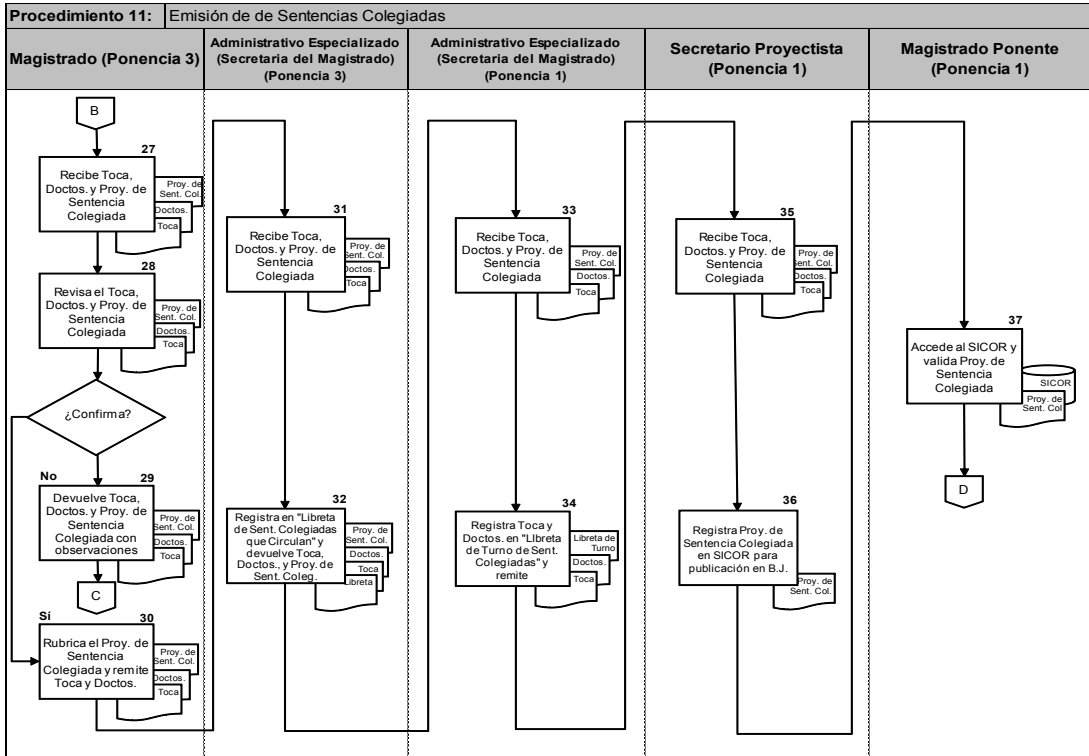 Procedimiento 11:
Emisión de de Sentencias Colegiadas
Magistrado (Ponencia 3)
Administrativo Especializado
(Secretaria del Magistrado)
(Ponencia 3)
Administrativo Especializado
(Secretaria del Magistrado)
(Ponencia 1)
Secretario Proyectista
(Ponencia 1)
Magistrado Ponente
(Ponencia 1)
B
27
Recibe Toca,
Doctos. y Proy. de
Sentencia
Colegiada
Proy. de
Sent. Col.
Doctos.
Toca
28
Revisa el Toca,
Doctos. y Proy. de
Sentencia
Colegiada
Proy. de
Sent. Col.
Doctos.
Toca
¿Confirma?
No
29
Devuelve Toca,
Doctos. y Proy. de
Sentencia
Colegiada con
observaciones
Proy. de
Sent. Col.
Doctos.
Toca
C
Sí
30
Rubrica el Proy. de
Sentencia
Colegiada y remite
Toca y Doctos.
Proy. de
Sent. Col.
Doctos.
Toca
31
Recibe Toca,
Doctos. y Proy. de
Sentencia
Colegiada
Proy. de
Sent. Col.
Doctos.
Toca
32
Registra en "Libreta
de Sent. Colegiadas
que Circulan" y
devuelve Toca,
Doctos., y Proy. de
Sent. Coleg.
Proy. de
Sent. Col.
Doctos.
Toca
Libreta
33
Recibe Toca,
Doctos. y Proy. de
Sentencia
Colegiada
Proy. de
Sent. Col.
Doctos.
Toca
34
Registra Toca y
Doctos. en "LIbreta
de Turno de Sent.
Colegiadas" y
remite
Libreta de
Turno
Doctos.
Toca
35
Recibe Toca,
Doctos. y Proy. de
Sentencia
Colegiada
Proy. de
Sent. Col.
Doctos.
Toca
36
Registra Proy. de
Sentencia Colegiada
en SICOR para
publicación en B.J.
Proy. de
Sent. Col.
37
Accede al SICOR y
valida Proy. de
Sentencia
Colegiada
SICOR
Proy. de
Sent. Col
D